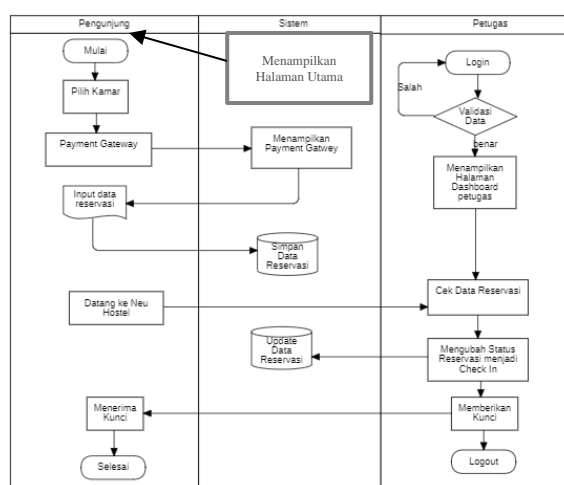 Pengunjung
Sistem
Petugas
Mulai
Menampilkan
Halaman Utama
Login
Salah
Pilih Kamar
Validasi
Data
benar
Payment Gateway
Menampilkan
Payment Gatwey
Menampilkan
Halaman
Dashboard
petugas
Input data
reservasi
Simpan
Data
Reservasi
Datang ke Neu
Hostel
Cek Data Reservasi
Update
Data
Reservasi
Mengubah Status
Reservasi menjadi
Check In
Menerima
Kunci
Memberikan
Kunci
Selesai
Logout